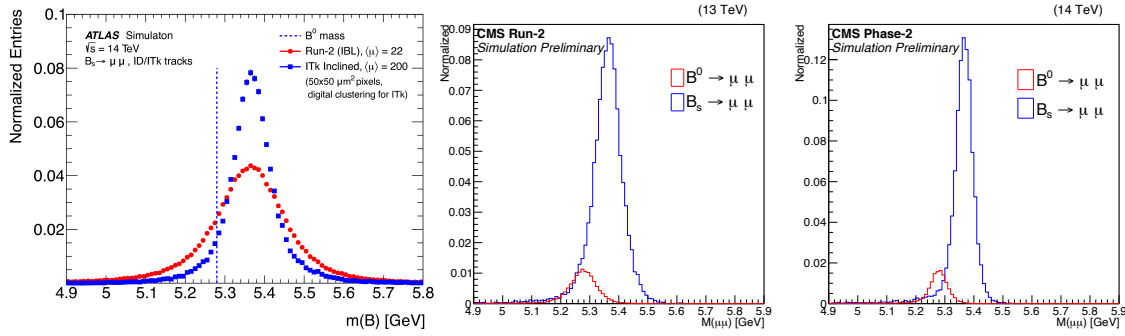 ATLAS Simulaton
√s = 14 TeV
Bs→ μ μ , ID/ITk tracks
B⁰ mass
Run-2 (IBL), ⟨μ⟩ = 22
ITk Inclined, ⟨μ⟩ = 200
(50x50 μm² pixels,
digital clustering for ITk)
Normalized Entries
0.1
0.08
0.06
0.04
0.02
4.9 5 5.1 5.2 5.3 5.4 5.5 5.6 5.7 5.8
m(B) [GeV]
(13 TeV)
CMS Run-2
Simulation Preliminary
B⁰ → μ μ
Bs → μ μ
Normalized
0.09
0.08
0.07
0.06
0.05
0.04
0.03
0.02
0.01
0
4.9 5 5.1 5.2 5.3 5.4 5.5 5.6 5.7 5.8 5.9
M(μμ) [GeV]
(14 TeV)
CMS Phase-2
Simulation Preliminary
B⁰ → μ μ
Bs → μ μ
Normalized
0.12
0.1
0.08
0.06
0.04
0.02
0
4.9 5 5.1 5.2 5.3 5.4 5.5 5.6 5.7 5.8 5.9
M(μμ) [GeV]